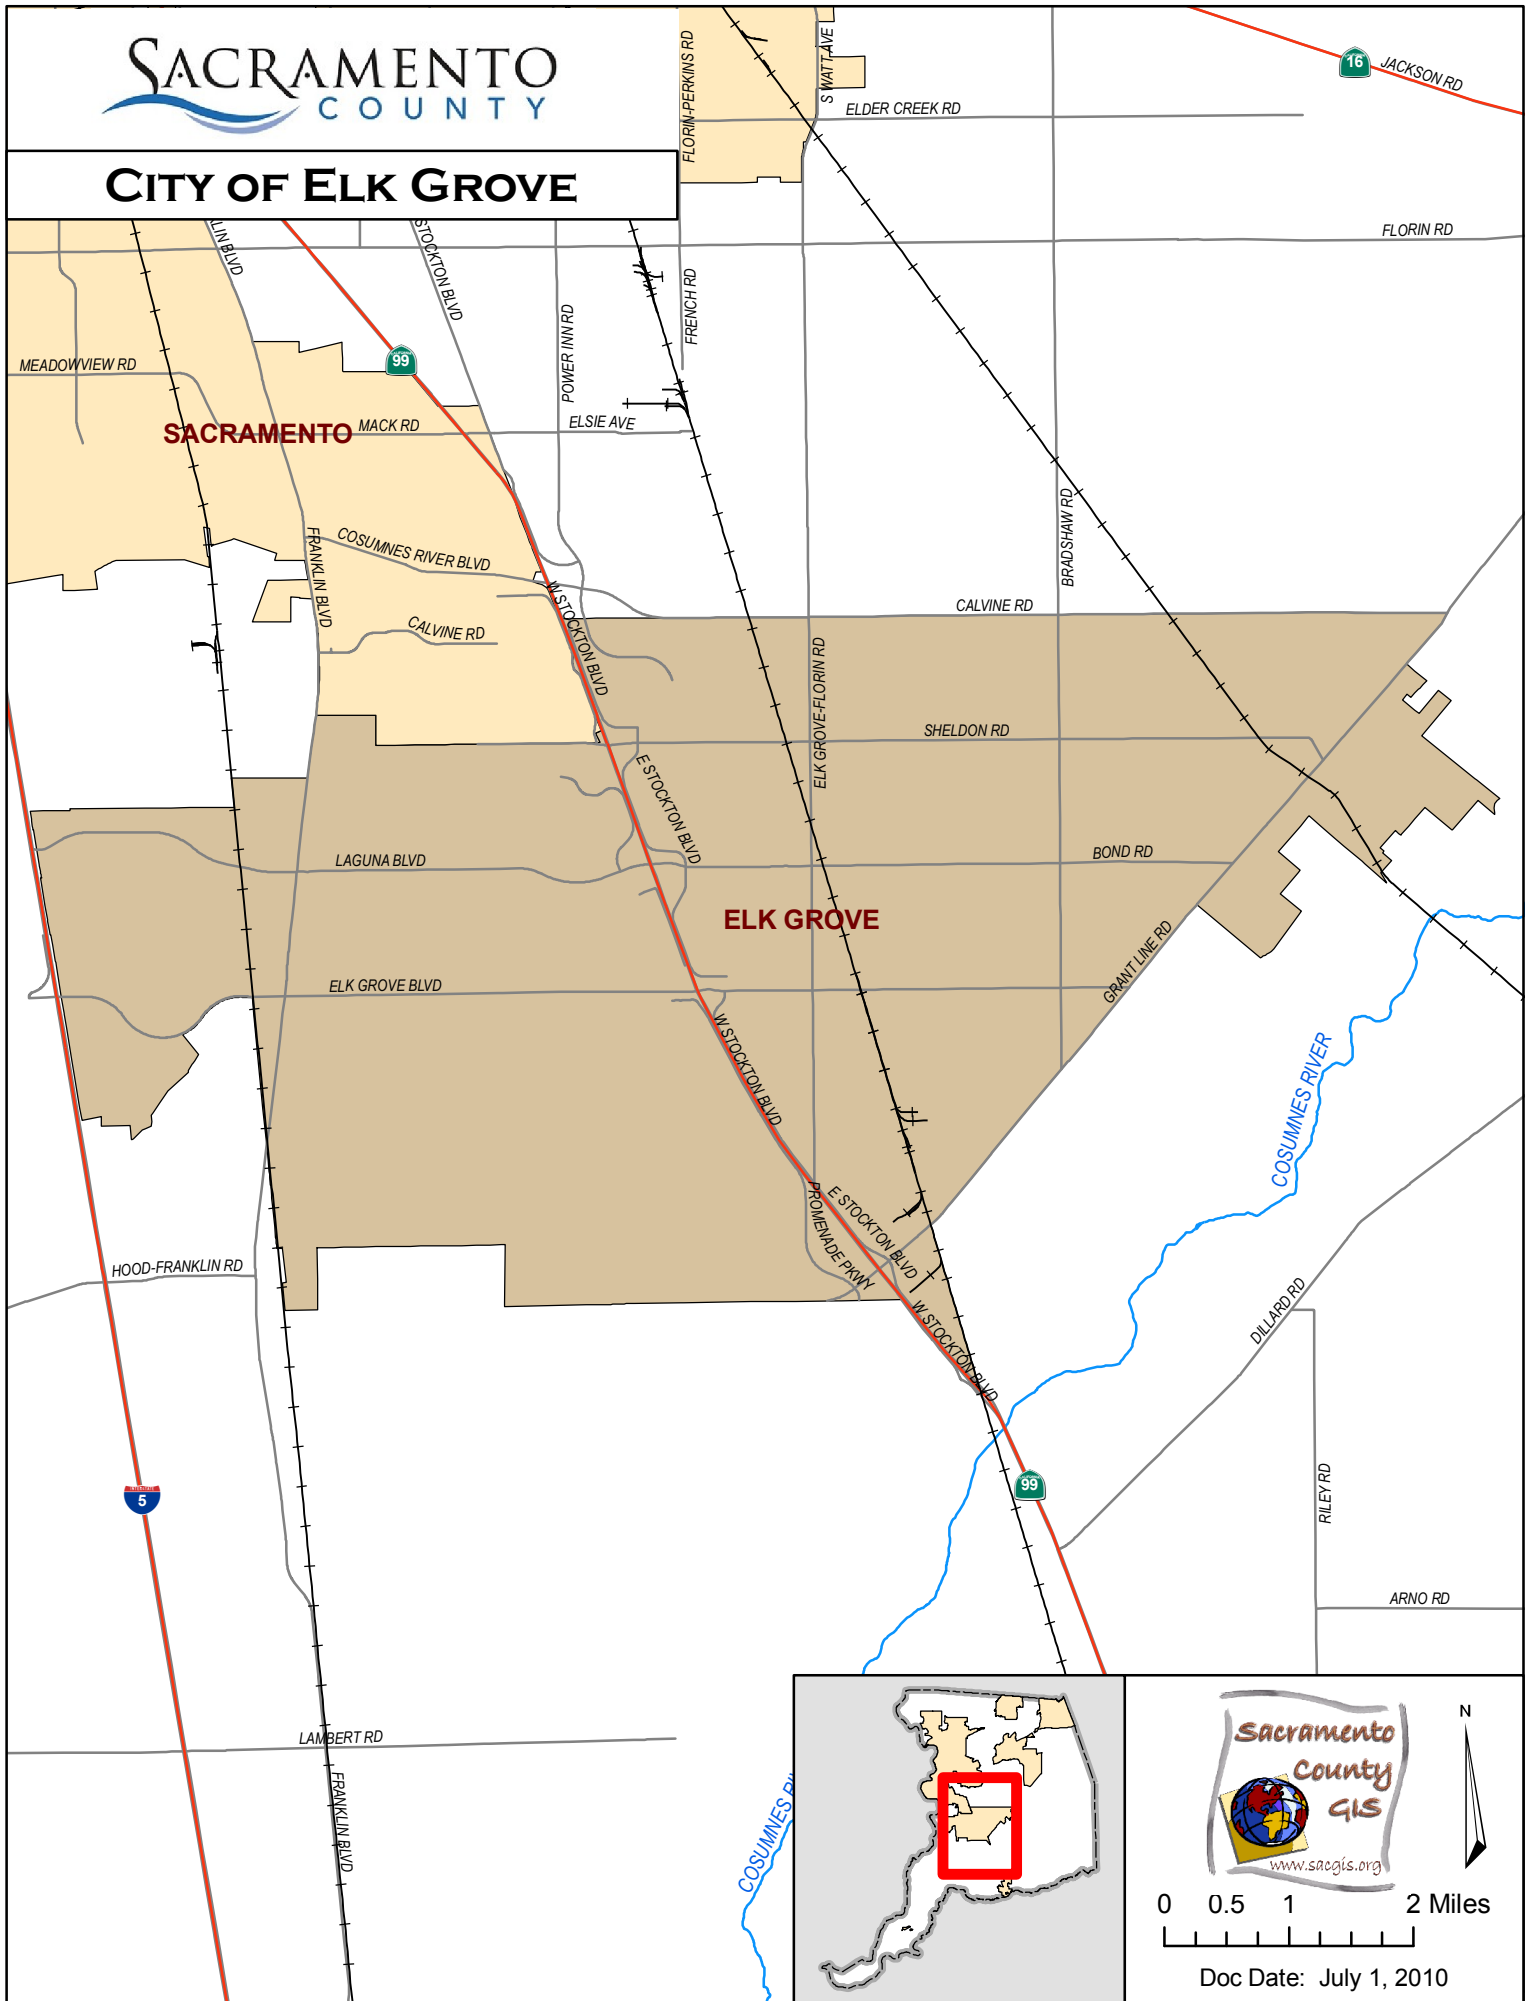 SACRAMENTO
COUNTY
CITY OF ELK GROVE
FLORIN-PERKINS RD
S WATT AVE
16
JACKSON RD
ELDER CREEK RD
FLORIN RD
LIN BLVD
STOCKTON BLVD
POWER INN RD
FRENCH RD
MEADOWVIEW RD
99
SACRAMENTO
MACK RD
ELSIE AVE
BRADSHAW RD
FRANKLIN BLVD
COSUMNES RIVER BLVD
CALVINE RD
W STOCKTON BLVD
CALVINE RD
ELK GROVE-FLORIN RD
SHELDON RD
E STOCKTON BLVD
LAGUNA BLVD
BOND RD
ELK GROVE
GRANT LINE RD
ELK GROVE BLVD
W STOCKTON BLVD
COSUMNES RIVER
PROMENADE PKWY
E STOCKTON BLVD
HOOD-FRANKLIN RD
W STOCKTON BLVD
DILLARD RD
INTERSTATE
5
99
RILEY RD
ARNO RD
LAMBERT RD
FRANKLIN BLVD
COSUMNES RI
Sacramento
County
GIS
www.sacgis.org
N
0 0.5 1 2 Miles
Doc Date: July 1, 2010